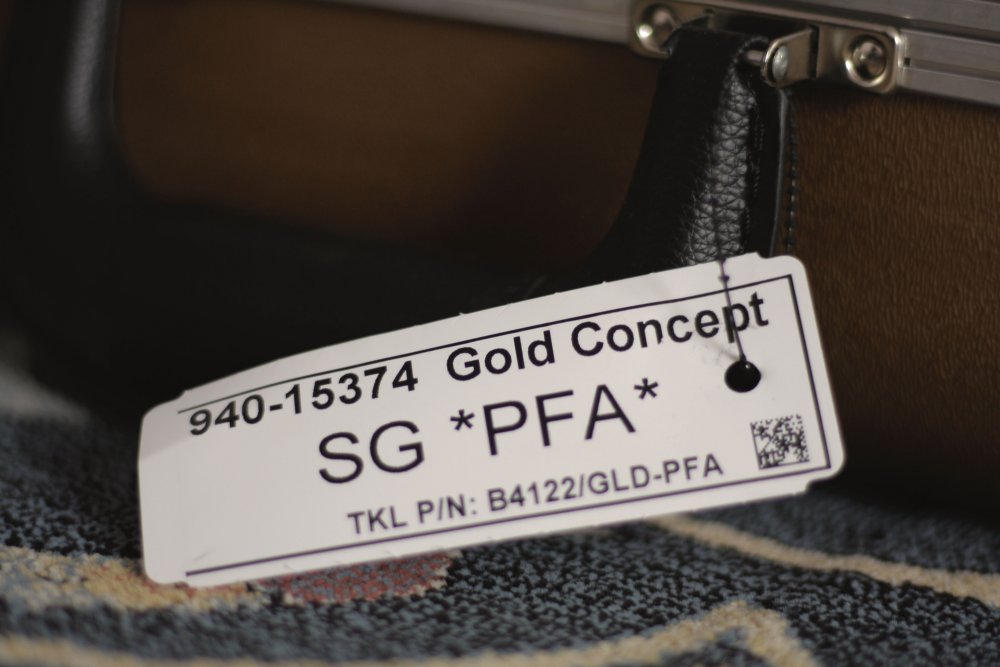 940-15374 Gold Concept
SG *PFA*
TKL P/N: B4122/GLD-PFA